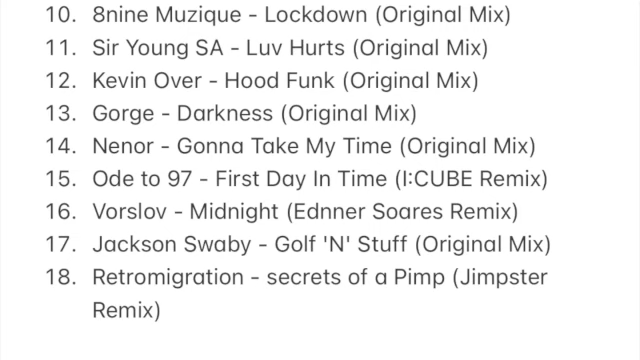 10. 8nine Muzique - Lockdown (Original Mix)
11. Sir Young SA - Luv Hurts (Original Mix)
12. Kevin Over - Hood Funk (Original Mix)
13. Gorge - Darkness (Original Mix)
14. Nenor - Gonna Take My Time (Original Mix)
15. Ode to 97 - First Day In Time (I:CUBE Remix)
16. Vorslov - Midnight (Ednner Soares Remix)
17. Jackson Swaby - Golf 'N' Stuff (Original Mix)
18. Retromigration - secrets of a Pimp (Jimpster
Remix)